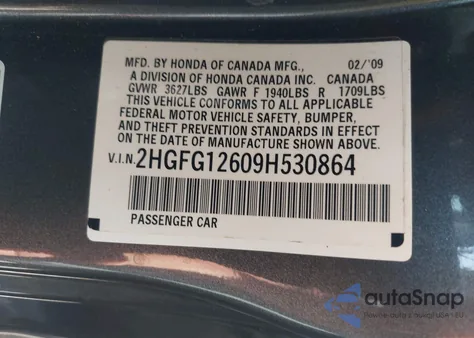 MFD. BY HONDA OF CANADA MFG., 02/'09
A DIVISION OF HONDA CANADA INC. CANADA
GVWR 3627LBS GAWR F 1940LBS R 1709LBS
THIS VEHICLE CONFORMS TO ALL APPLICABLE
FEDERAL MOTOR VEHICLE SAFETY, BUMPER,
AND THEFT PREVENTION STANDARDS IN EFFECT
ON THE DATE OF MANUFACTURE SHOWN ABOVE.
V.I.N. 2HGFG12609H530864
PASSENGER CAR
autoSnap